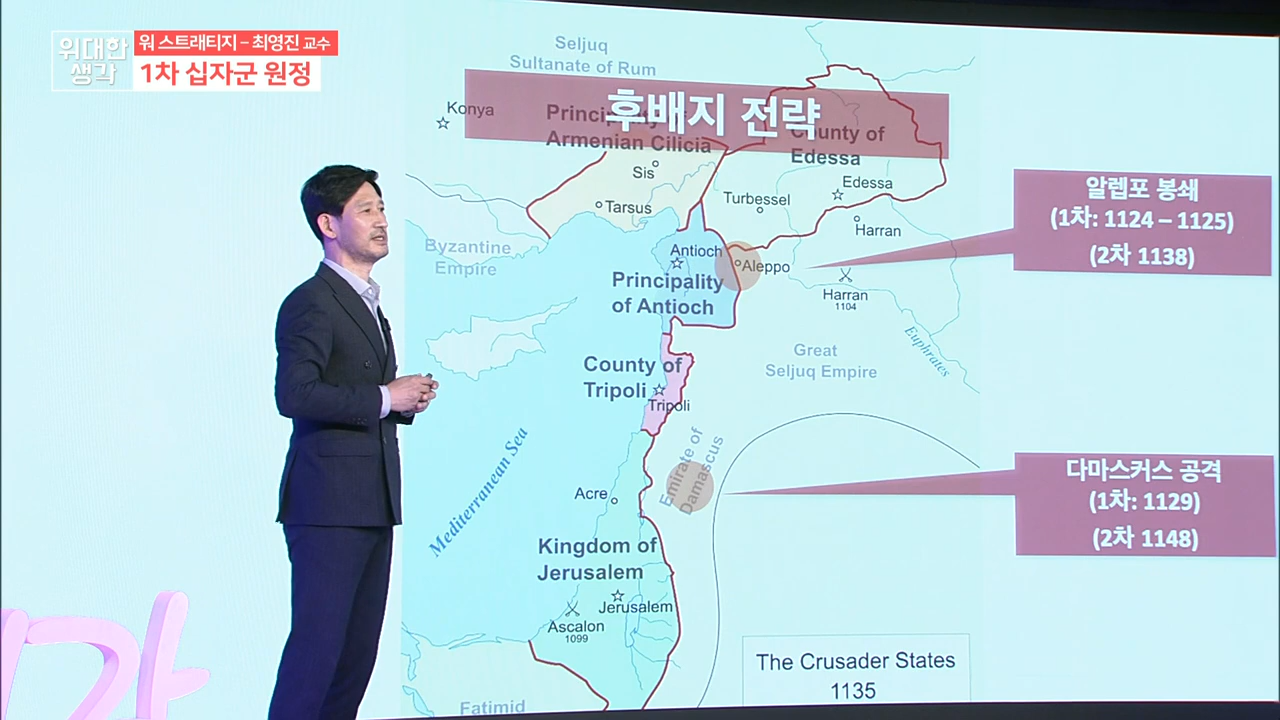 위대한
생각
워 스트래티지 – 최영진 교수
1차 십자군 원정
Seljuq
Sultanate of Rum
후배지 전략
Konya
Principality of
Armenian Cilicia
County of
Edessa
Sis
Tarsus
Turbessel
Edessa
Harran
알렙포 봉쇄
(1차: 1124 – 1125)
(2차 1138)
Byzantine
Empire
Antioch
Aleppo
Principality
of Antioch
Harran
1104
Euphrates
County of
Tripoli
Tripoli
Great
Seljuq Empire
Mediterranean Sea
Emirate of
Damascus
다마스커스 공격
(1차: 1129)
(2차 1148)
Acre
Kingdom of
Jerusalem
Jerusalem
Ascalon
1099
The Crusader States
1135
Fatimid
각